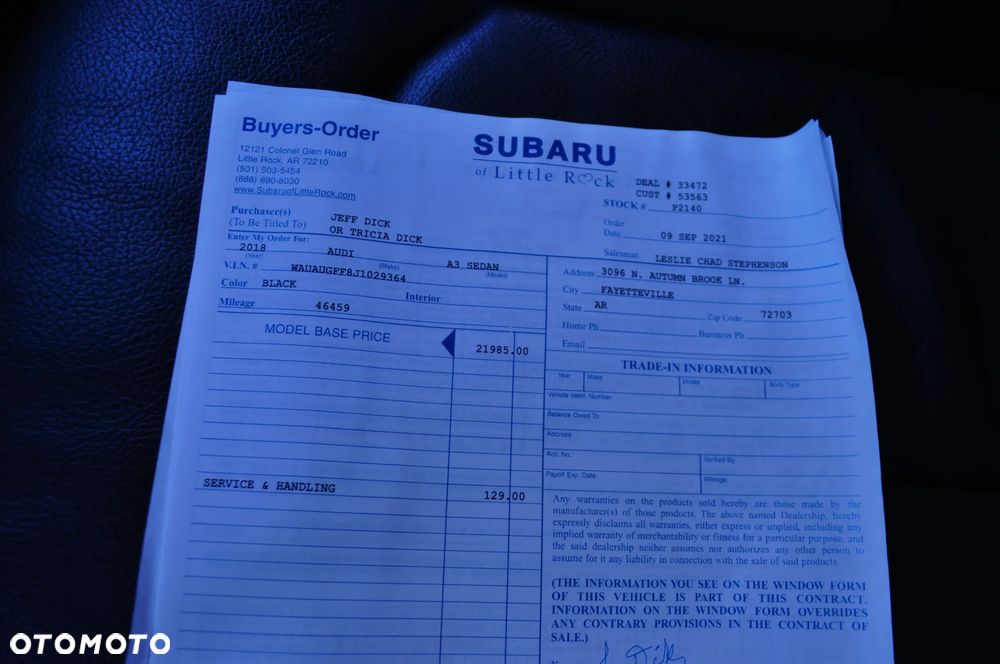 Buyers-Order
12121 Colonel Glen Road
Little Rock, AR 72210
(501) 503-5454
(888) 690-8030
www.SubaruofLittleRock.com
SUBARU
of Little Rock
DEAL # 33472
CUST # 53563
STOCK # P2140
Order
Date 09 SEP 2021
Purchaser(s)
(To Be Titled To)
JEFF DICK
OR TRICIA DICK
Enter My Order For:
2018 AUDI A3 SEDAN
(Year) (Make) (Model)
V.I.N. # WAUAUGFF8J1029364
Color BLACK Interior
Mileage 46459
Salesman LESLIE CHAD STEPHENSON
Address 3096 N. AUTUMN BROOK LN.
City FAYETTEVILLE
State AR Zip Code 72703
Home Ph. Business Ph.
Email
MODEL BASE PRICE 21985.00
SERVICE & HANDLING 129.00
TRADE-IN INFORMATION
Year Make Model Body Type
Vehicle Ident. Number
Balance Owed To:
Address
Acc. No. Verified By
Payoff Exp. Date: Mileage
Any warranties on the products sold hereby are those made by the
manufacturer(s) of those products. The above named Dealership, hereby
expressly disclaims all warranties, either express or implied, including any
implied warranty of merchantability or fitness for a particular purpose, and
the said dealership neither assumes nor authorizes any other person to
assume for it any liability in connection with the sale of said products.
(THE INFORMATION YOU SEE ON THE WINDOW FORM
OF THIS VEHICLE IS PART OF THIS CONTRACT.
INFORMATION ON THE WINDOW FORM OVERRIDES
ANY CONTRARY PROVISIONS IN THE CONTRACT OF
SALE.)
OTOMOTO